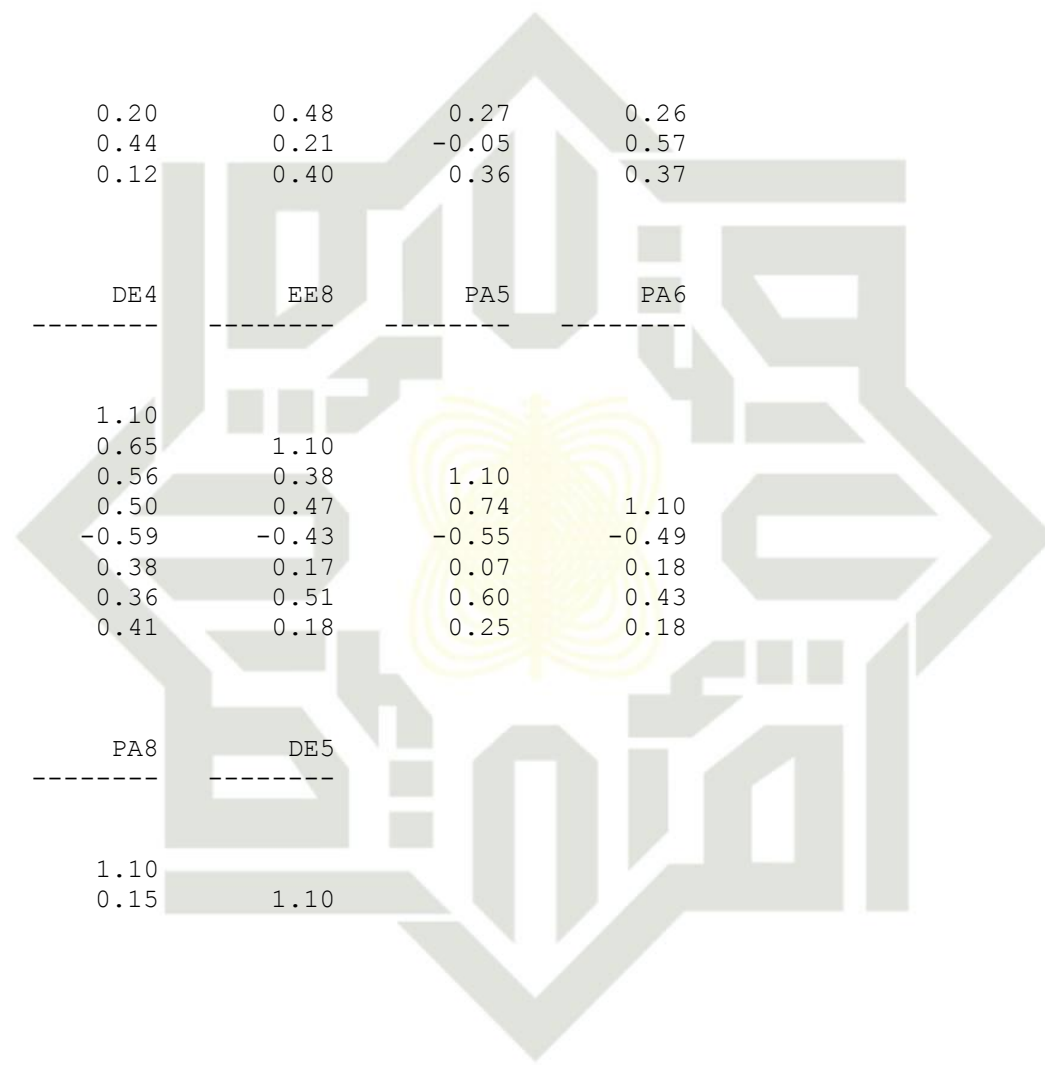 0.20 0.48 0.27 0.26
0.44 0.21 -0.05 0.57
0.12 0.40 0.36 0.37
DE4 EE8 PA5 PA6
-------- -------- -------- --------
1.10
0.65 1.10
0.56 0.38 1.10
0.50 0.47 0.74 1.10
-0.59 -0.43 -0.55 -0.49
0.38 0.17 0.07 0.18
0.36 0.51 0.60 0.43
0.41 0.18 0.25 0.18
PA8 DE5
-------- --------
1.10
0.15 1.10